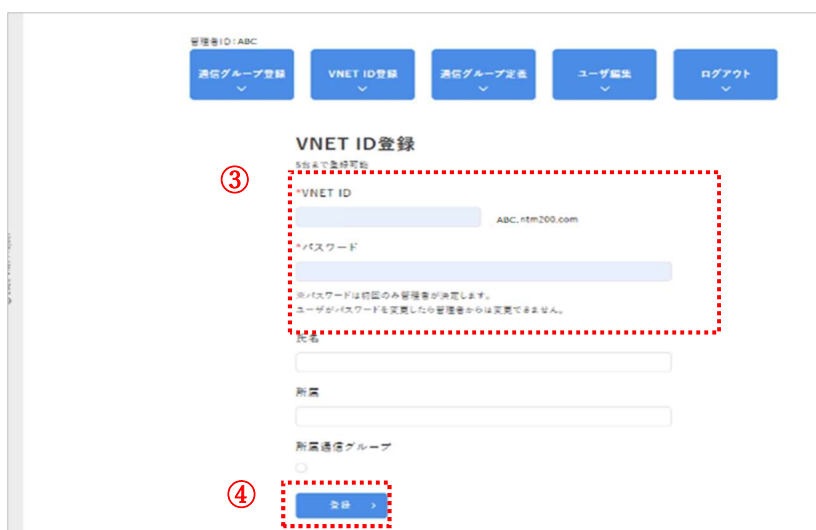 管理者ID:ABC
通信グループ登録
VNET ID登録
通信グループ定義
ユーザ編集
ログアウト
VNET ID登録
5台まで登録可能
③
*VNET ID
ABC.ntm200.com
*パスワード
※パスワードは初回のみ管理者が決定します。
ユーザがパスワードを変更したら管理者からは変更できません。
氏名
所属
所属通信グループ
④
登録